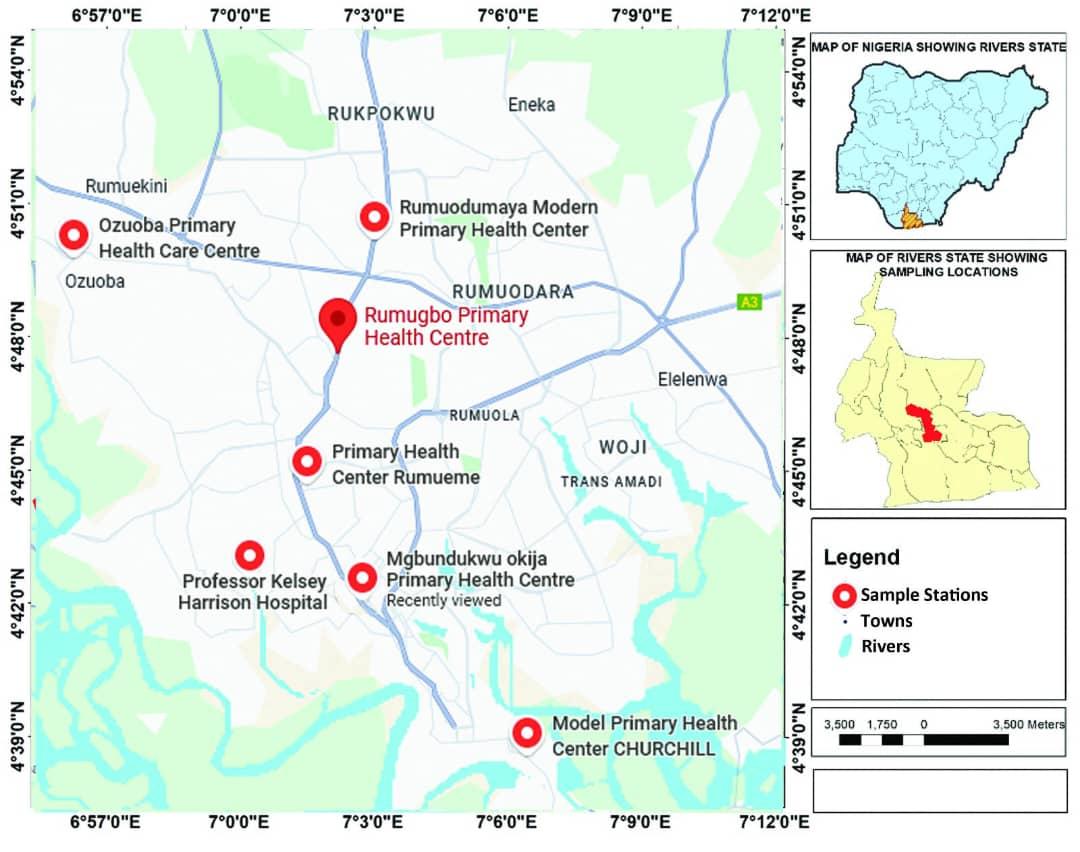 6°57'0"E
7°0'0"E
7°3'30"E
7°6'0"E
7°9'0"E
7°12'0"E
4°54'0"N
4°51'0"N
4°48'0"N
4°45'0"N
4°42'0"N
4°39'0"N
RUKPOKWU
Eneka
Rumuekini
Ozuoba Primary
Health Care Centre
Ozuoba
Rumuodumaya Modern
Primary Health Center
RUMUODARA
A3
Rumugbo Primary
Health Centre
Elelenwa
RUMUOLA
WOJI
TRANS AMADI
Primary Health
Center Rumueme
Professor Kelsey
Harrison Hospital
Mgbundukwu okija
Primary Health Centre
Recently viewed
Model Primary Health
Center CHURCHILL
6°57'0"E
7°0'0"E
7°3'30"E
7°6'0"E
7°9'0"E
7°12'0"E
4°54'0"N
4°51'0"N
4°48'0"N
4°45'0"N
4°42'0"N
4°39'0"N
MAP OF NIGERIA SHOWING RIVERS STATE
MAP OF RIVERS STATE SHOWING
SAMPLING LOCATIONS
Legend
Sample Stations
Towns
Rivers
3,500 1,750 0 3,500 Meters